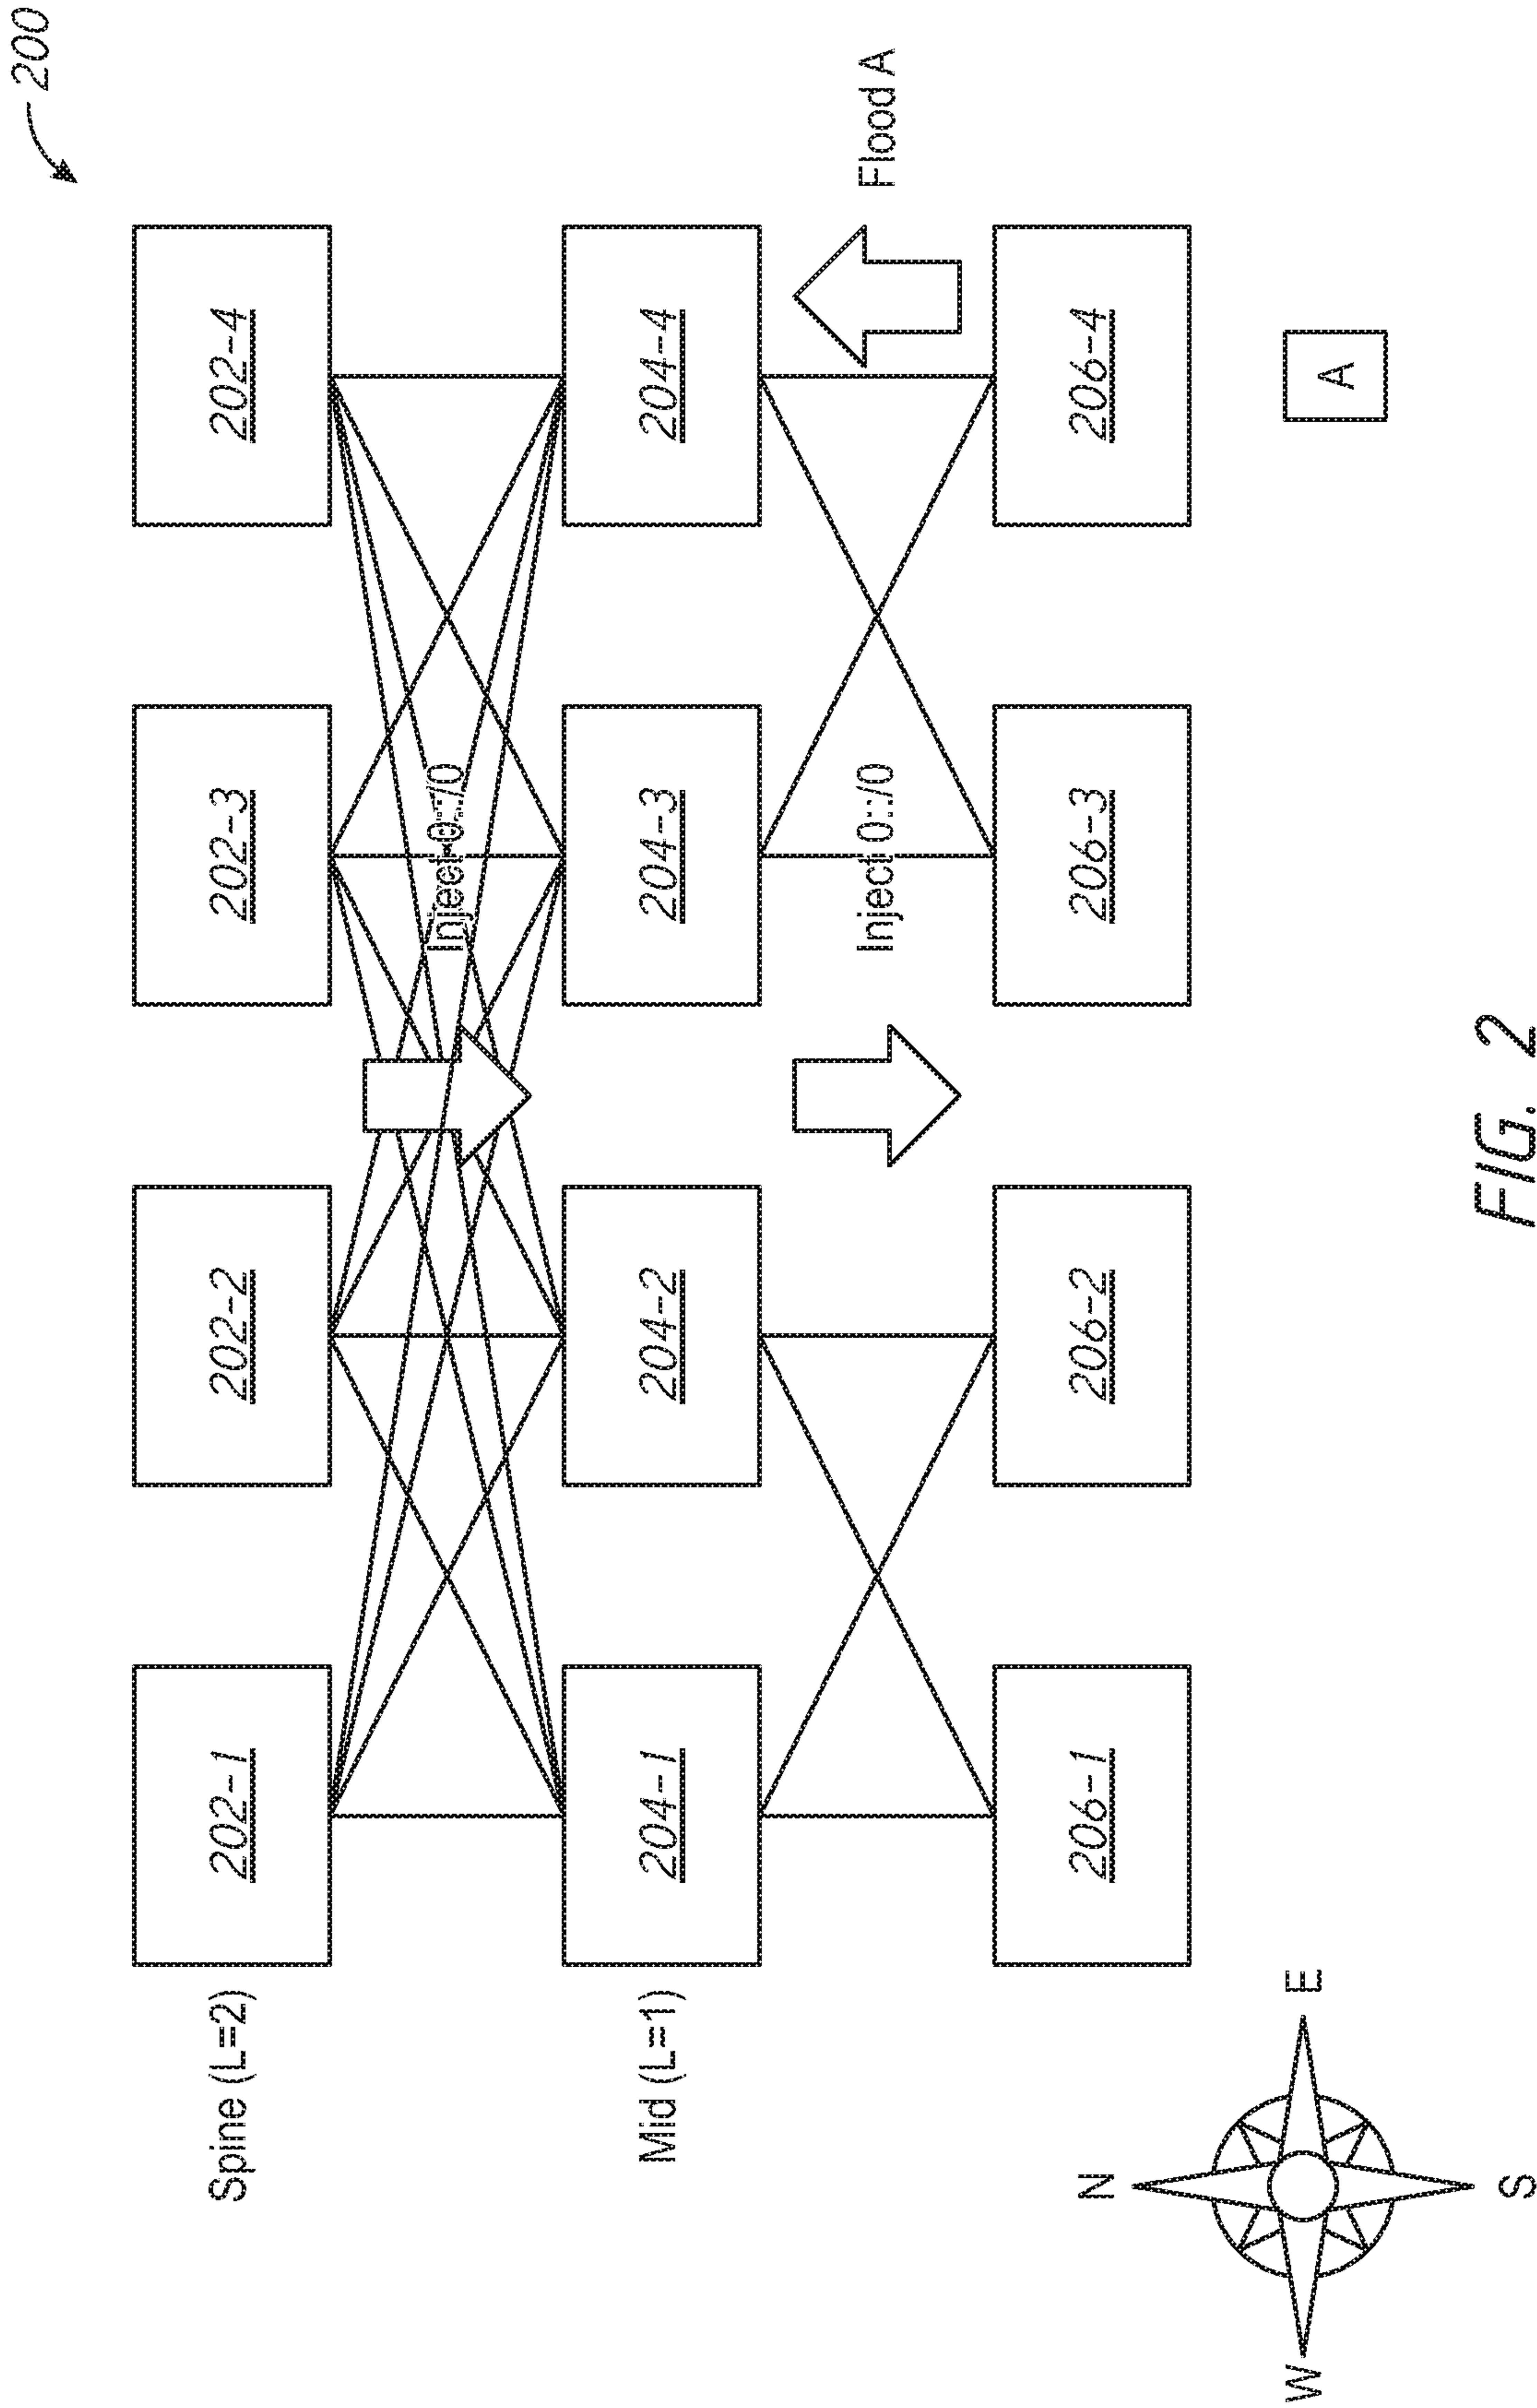 200
Spine (L=2)
202-1
202-2
202-3
202-4
Inject 0::/0
Mid (L=1)
204-1
204-2
204-3
204-4
Inject 0::/0
Flood A
206-1
206-2
206-3
206-4
A
N
W
E
S
FIG. 2